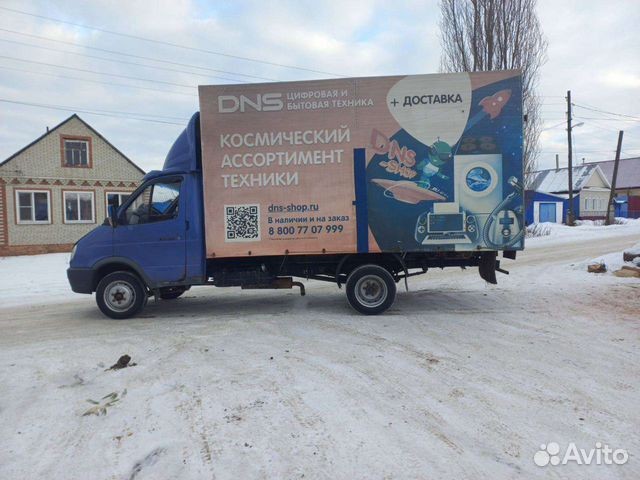 DNS ЦИФРОВАЯ И
БЫТОВАЯ ТЕХНИКА
+ ДОСТАВКА
КОСМИЧЕСКИЙ
АССОРТИМЕНТ
ТЕХНИКИ
dns-shop.ru
В наличии и на заказ
8 800 77 07 999
DNS
SHOP
Avito